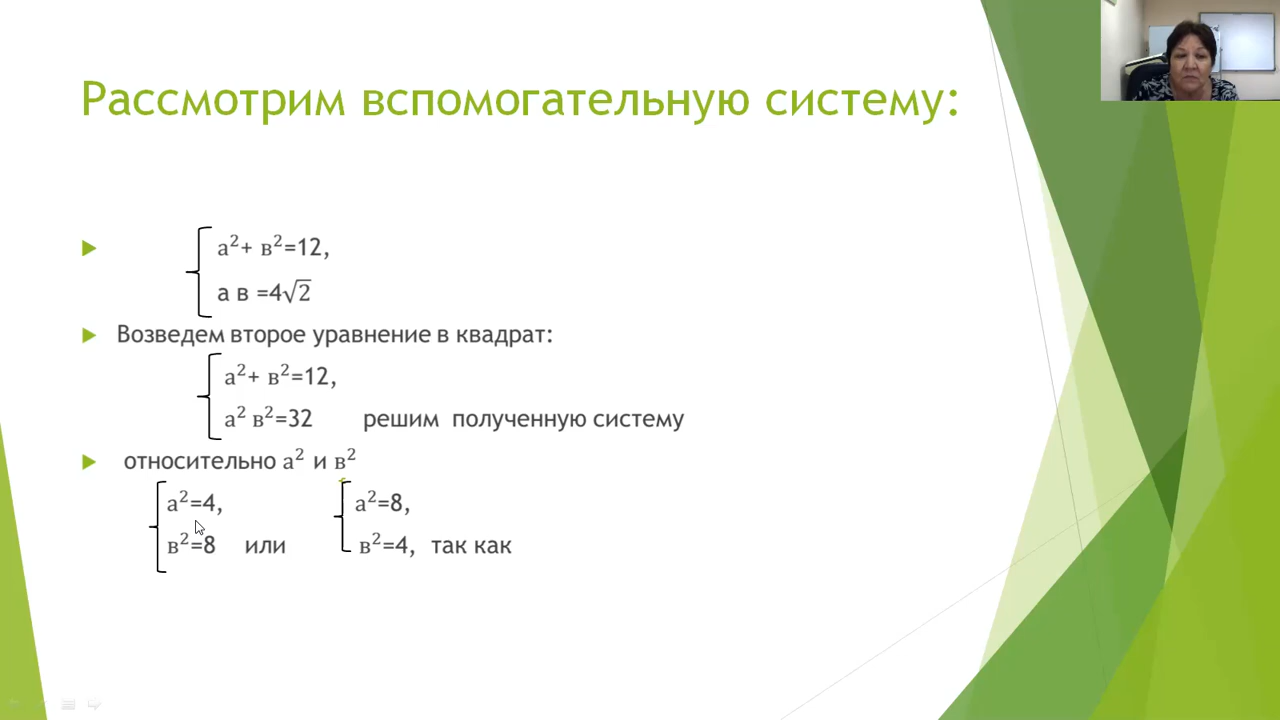 Рассмотрим вспомогательную систему:
а²+ в²=12,
а в =4√2
Возведем второе уравнение в квадрат:
а²+ в²=12,
а² в²=32 решим полученную систему
относительно а² и в²
а²=4, а²=8,
в²=8 или в²=4, так как